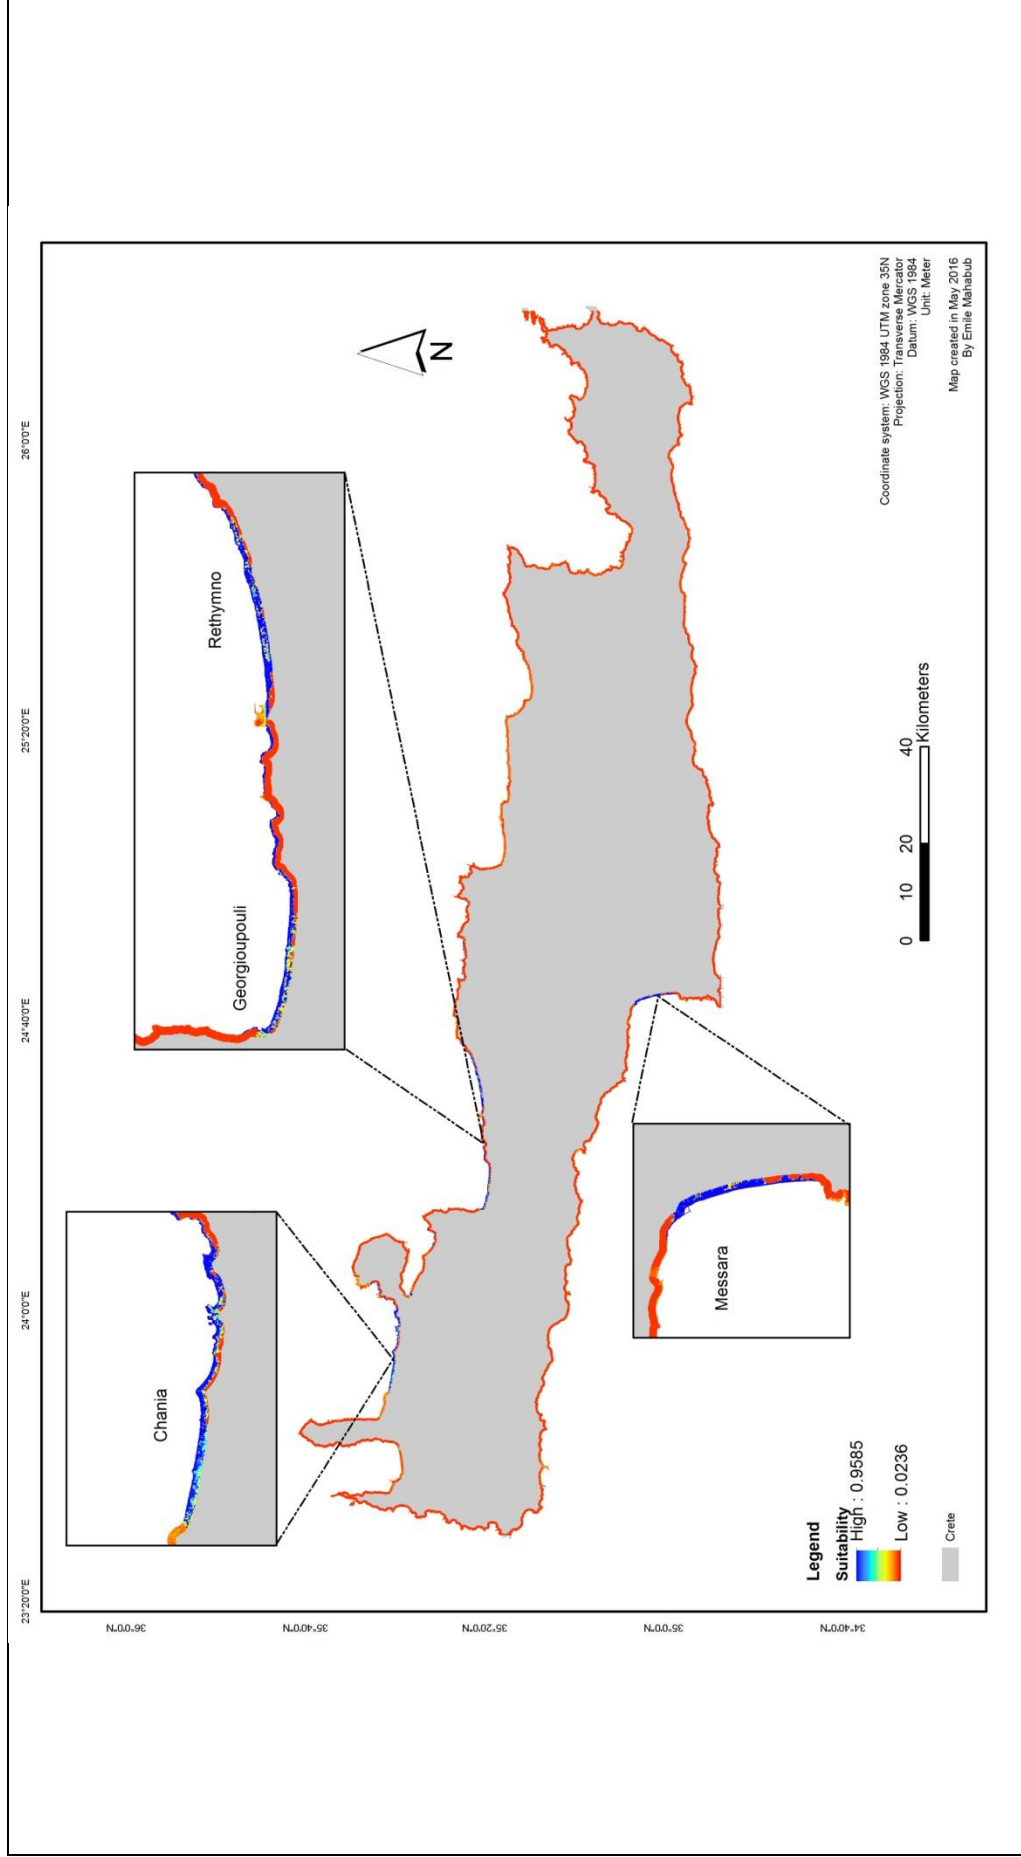 23°20'0"E
24°0'0"E
24°40'0"E
25°20'0"E
26°0'0"E
36°0'0"N
35°40'0"N
35°20'0"N
35°0'0"N
34°40'0"N
Chania
Georgioupouli
Rethymno
Messara
N
Legend
Suitability
High : 0.9585
Low : 0.0236
Crete
0 10 20 40
Kilometers
Coordinate system: WGS 1984 UTM zone 35N
Projection: Transverse Mercator
Datum: WGS 1984
Unit: Meter
Map created in May 2016
By Emile Mahabub